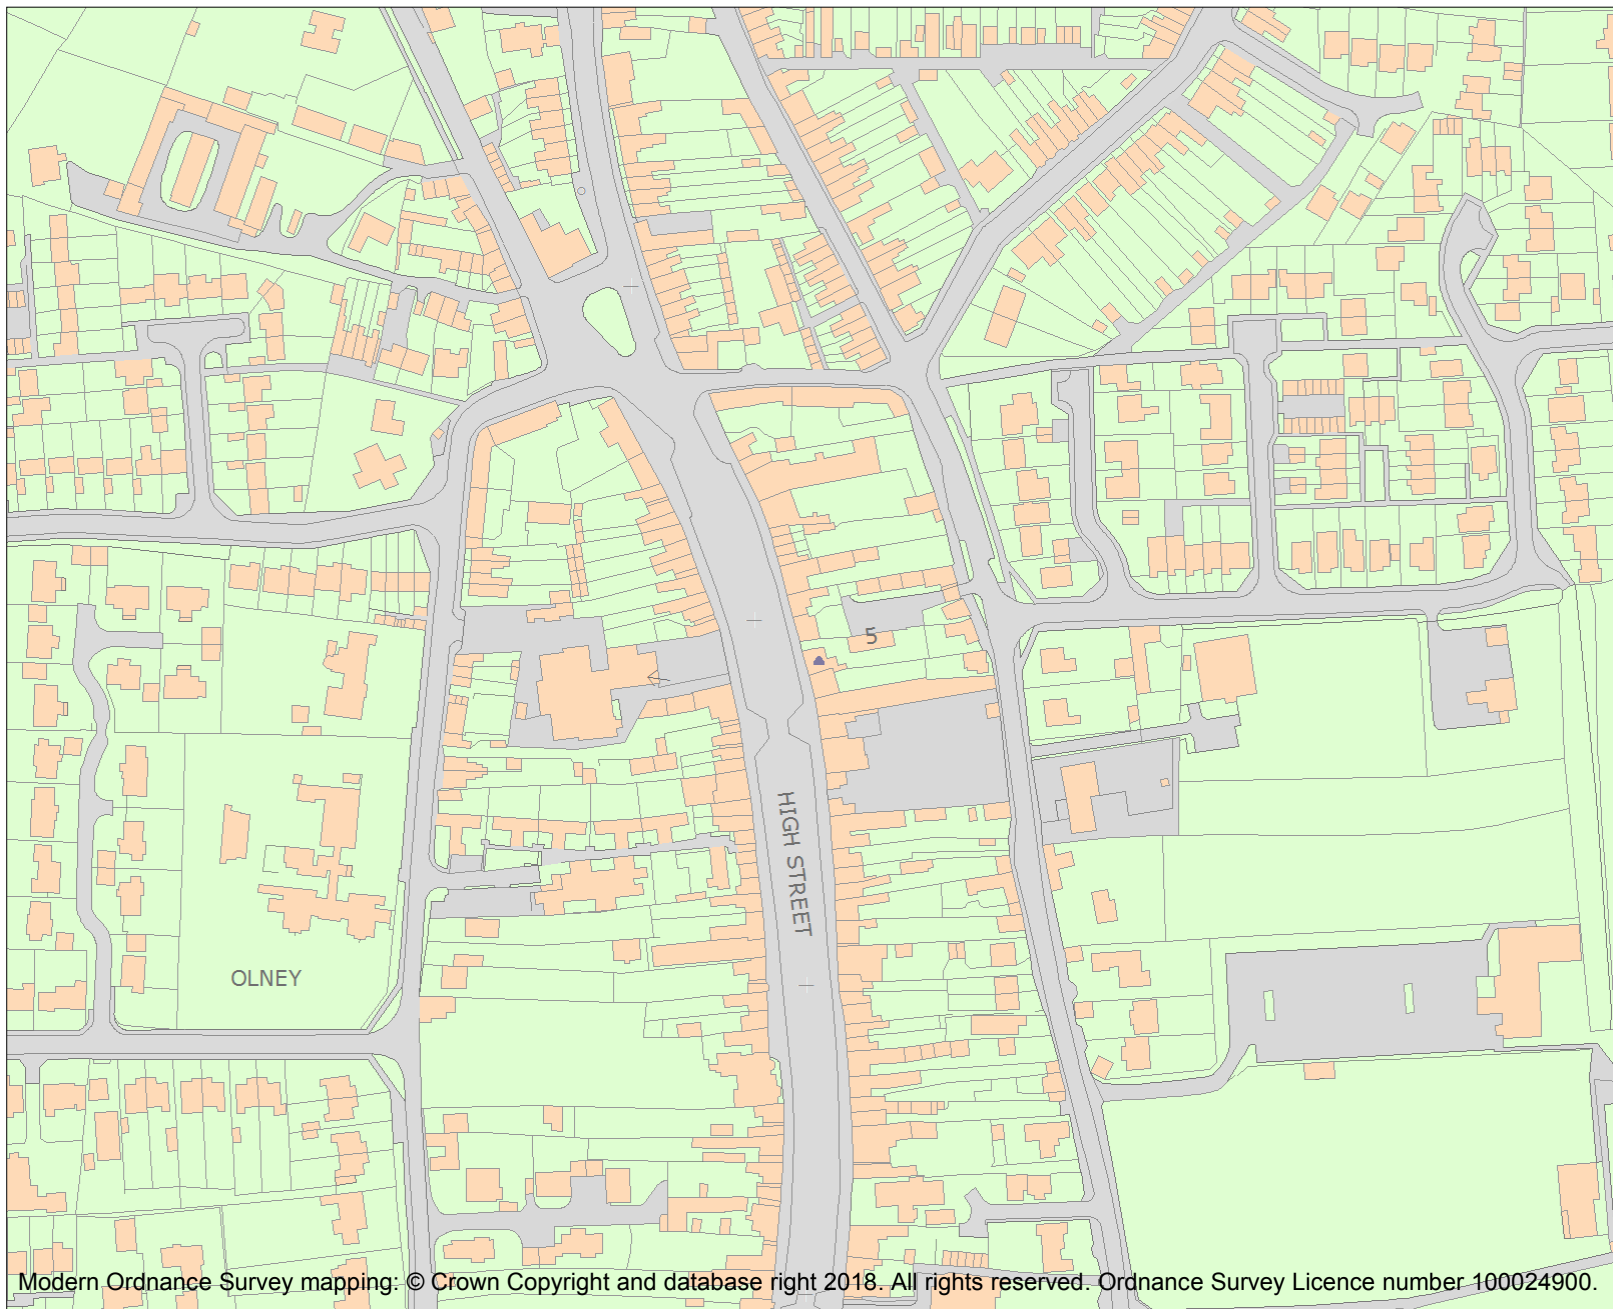 5
HIGH STREET
OLNEY
Modern Ordnance Survey mapping: © Crown Copyright and database right 2018. All rights reserved. Ordnance Survey Licence number 100024900.